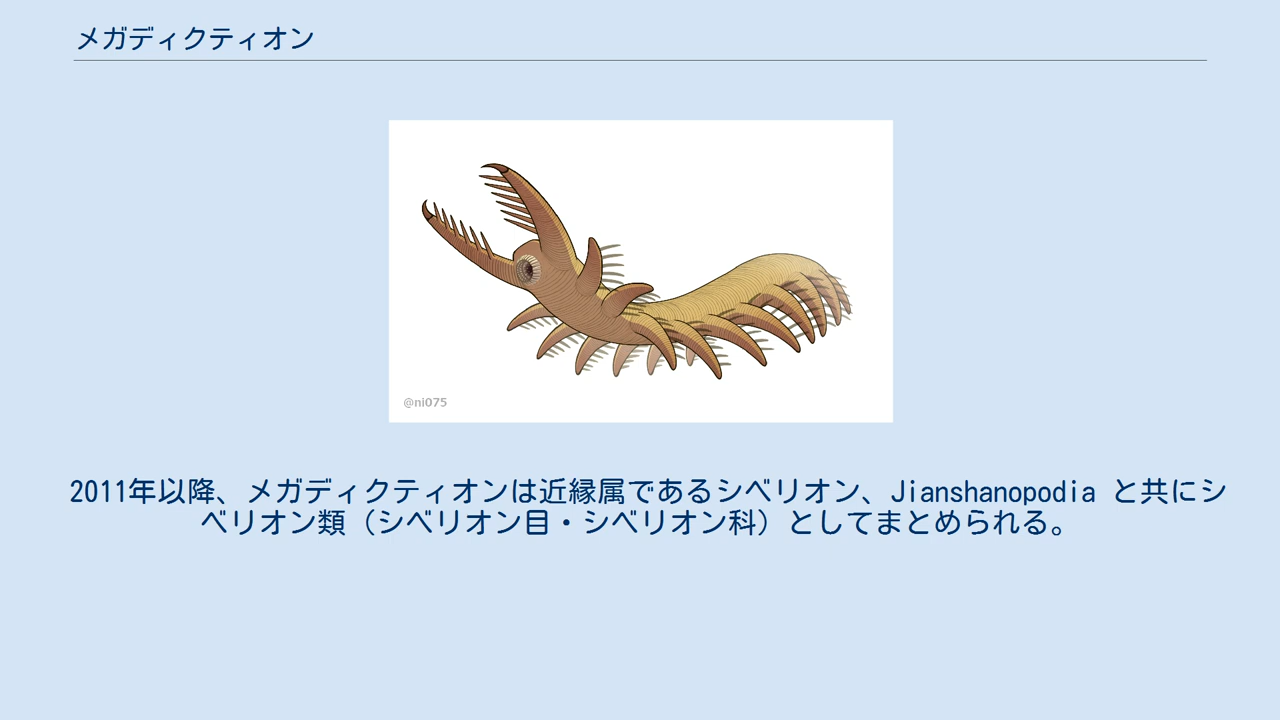 メガディクティオン
@ni075
2011年以降、メガディクティオンは近縁属であるシベリオン、Jianshanopodia と共にシ
ベリオン類（シベリオン目・シベリオン科）としてまとめられる。